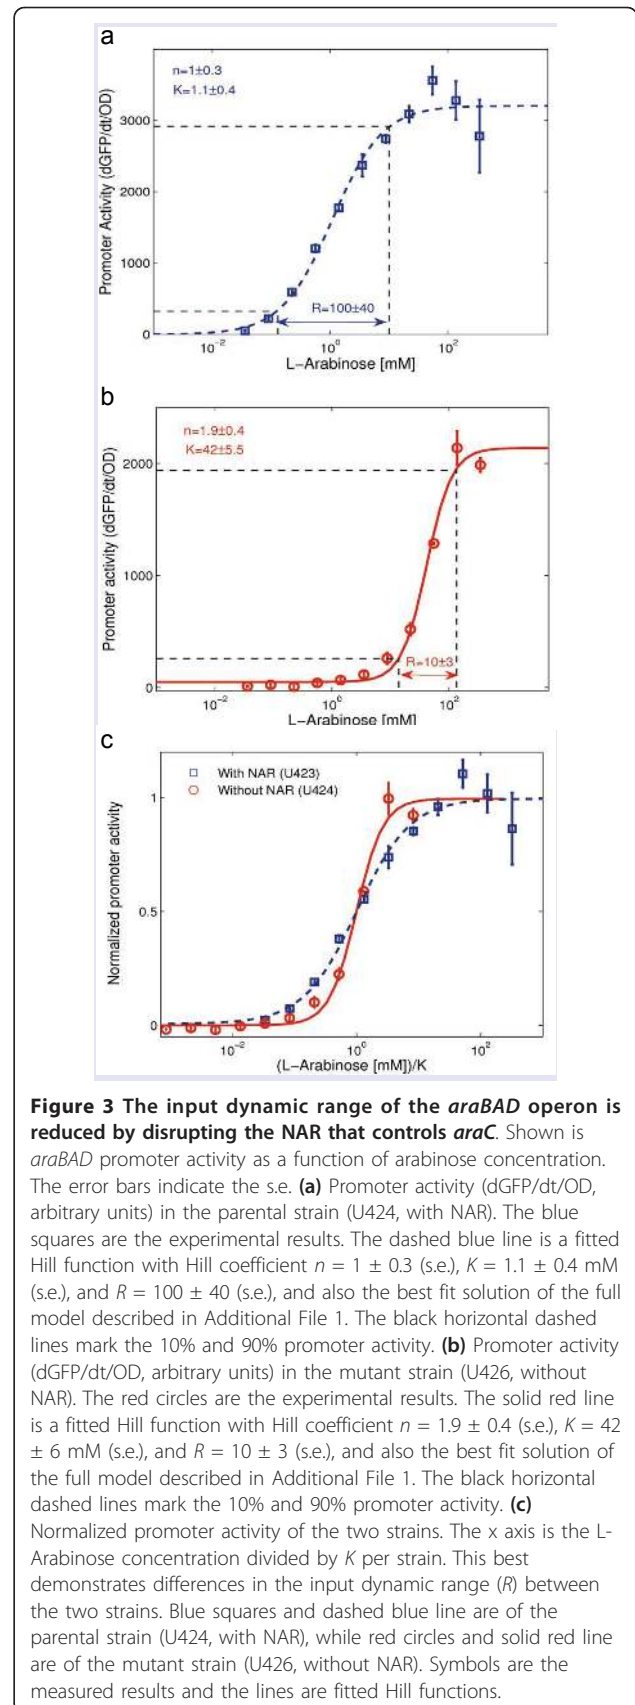 a
n=1±0.3
K=1.1±0.4
3000
2000
1000
0
Promoter Activity (dGFP/dt/OD)
R=100±40
10⁻²
10⁰
10²
L−Arabinose [mM]
b
n=1.9±0.4
K=42±5.5
2000
1000
0
Promoter activity (dGFP/dt/OD)
R=10±3
10⁻²
10⁰
10²
L−Arabinose [mM]
c
With NAR (U423)
Without NAR (U424)
1
0.5
0
Normalized promoter activity
10⁻²
10⁰
10²
(L−Arabinose [mM])/K
Figure 3 The input dynamic range of the araBAD operon is
reduced by disrupting the NAR that controls araC. Shown is
araBAD promoter activity as a function of arabinose concentration.
The error bars indicate the s.e. (a) Promoter activity (dGFP/dt/OD,
arbitrary units) in the parental strain (U424, with NAR). The blue
squares are the experimental results. The dashed blue line is a fitted
Hill function with Hill coefficient n = 1 ± 0.3 (s.e.), K = 1.1 ± 0.4 mM
(s.e.), and R = 100 ± 40 (s.e.), and also the best fit solution of the full
model described in Additional File 1. The black horizontal dashed
lines mark the 10% and 90% promoter activity. (b) Promoter activity
(dGFP/dt/OD, arbitrary units) in the mutant strain (U426, without
NAR). The red circles are the experimental results. The solid red line
is a fitted Hill function with Hill coefficient n = 1.9 ± 0.4 (s.e.), K = 42
± 6 mM (s.e.), and R = 10 ± 3 (s.e.), and also the best fit solution of
the full model described in Additional File 1. The black horizontal
dashed lines mark the 10% and 90% promoter activity. (c)
Normalized promoter activity of the two strains. The x axis is the L-
Arabinose concentration divided by K per strain. This best
demonstrates differences in the input dynamic range (R) between
the two strains. Blue squares and dashed blue line are of the
parental strain (U424, with NAR), while red circles and solid red line
are of the mutant strain (U426, without NAR). Symbols are the
measured results and the lines are fitted Hill functions.